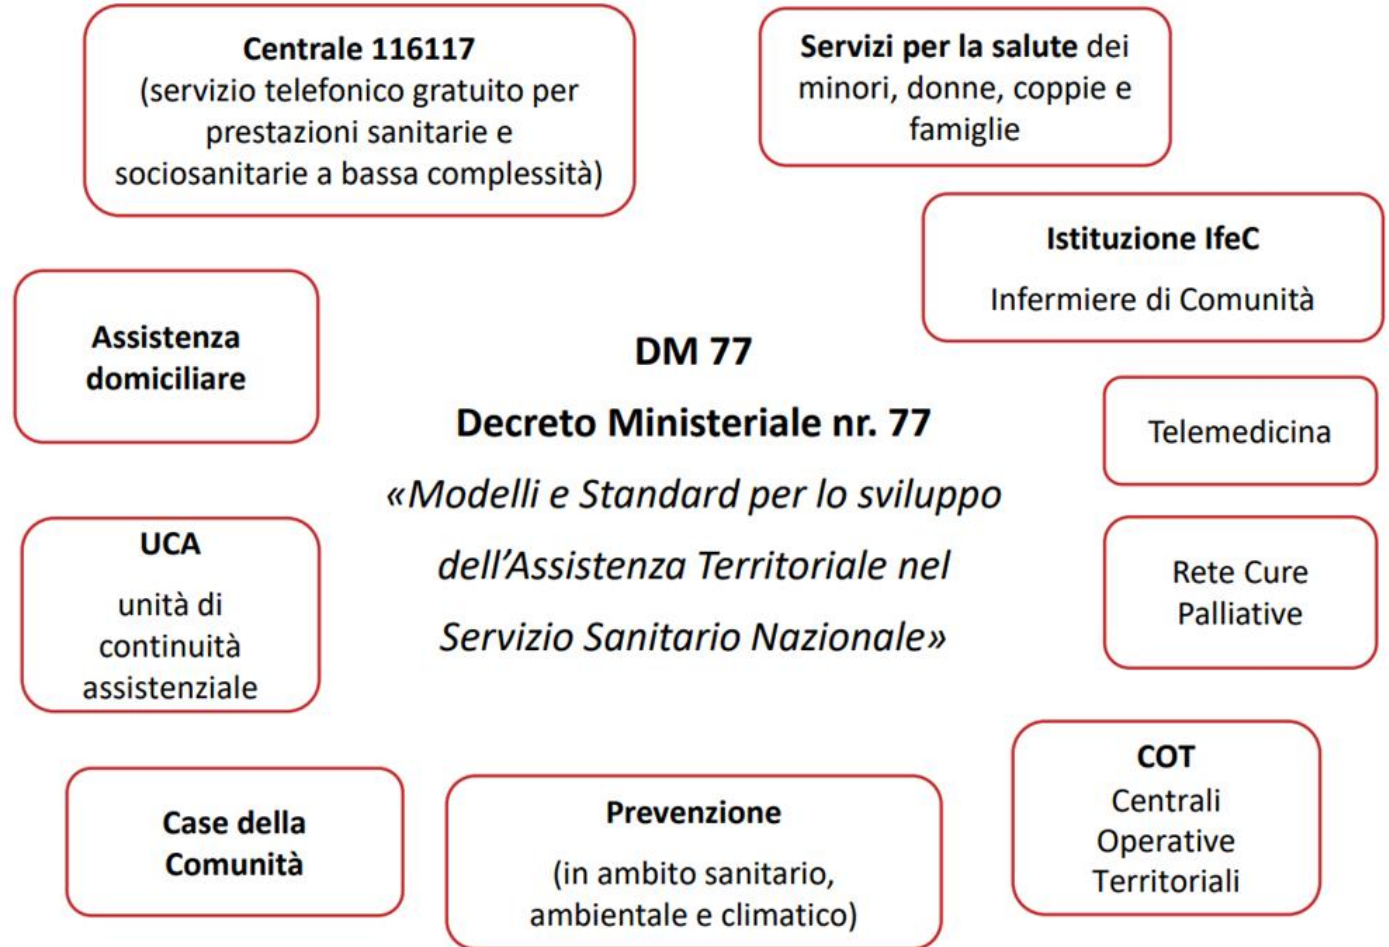 Centrale 116117
(servizio telefonico gratuito per
prestazioni sanitarie e
sociosanitarie a bassa complessità)
Servizi per la salute dei
minori, donne, coppie e
famiglie
Istituzione IfeC
Infermiere di Comunità
Assistenza
domiciliare
DM 77
Decreto Ministeriale nr. 77
«Modelli e Standard per lo sviluppo
dell’Assistenza Territoriale nel
Servizio Sanitario Nazionale»
Telemedicina
UCA
unità di
continuità
assistenziale
Rete Cure
Palliative
Case della
Comunità
Prevenzione
(in ambito sanitario,
ambientale e climatico)
COT
Centrali
Operative
Territoriali